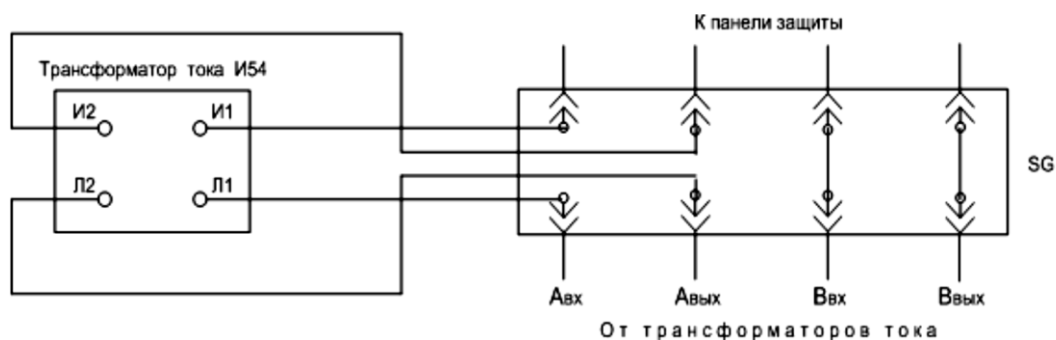 К панели защиты
Трансформатор тока И54
И2 И1
Л2 Л1
SG
Aвх Aвых Bвх Bвых
От трансформаторов тока